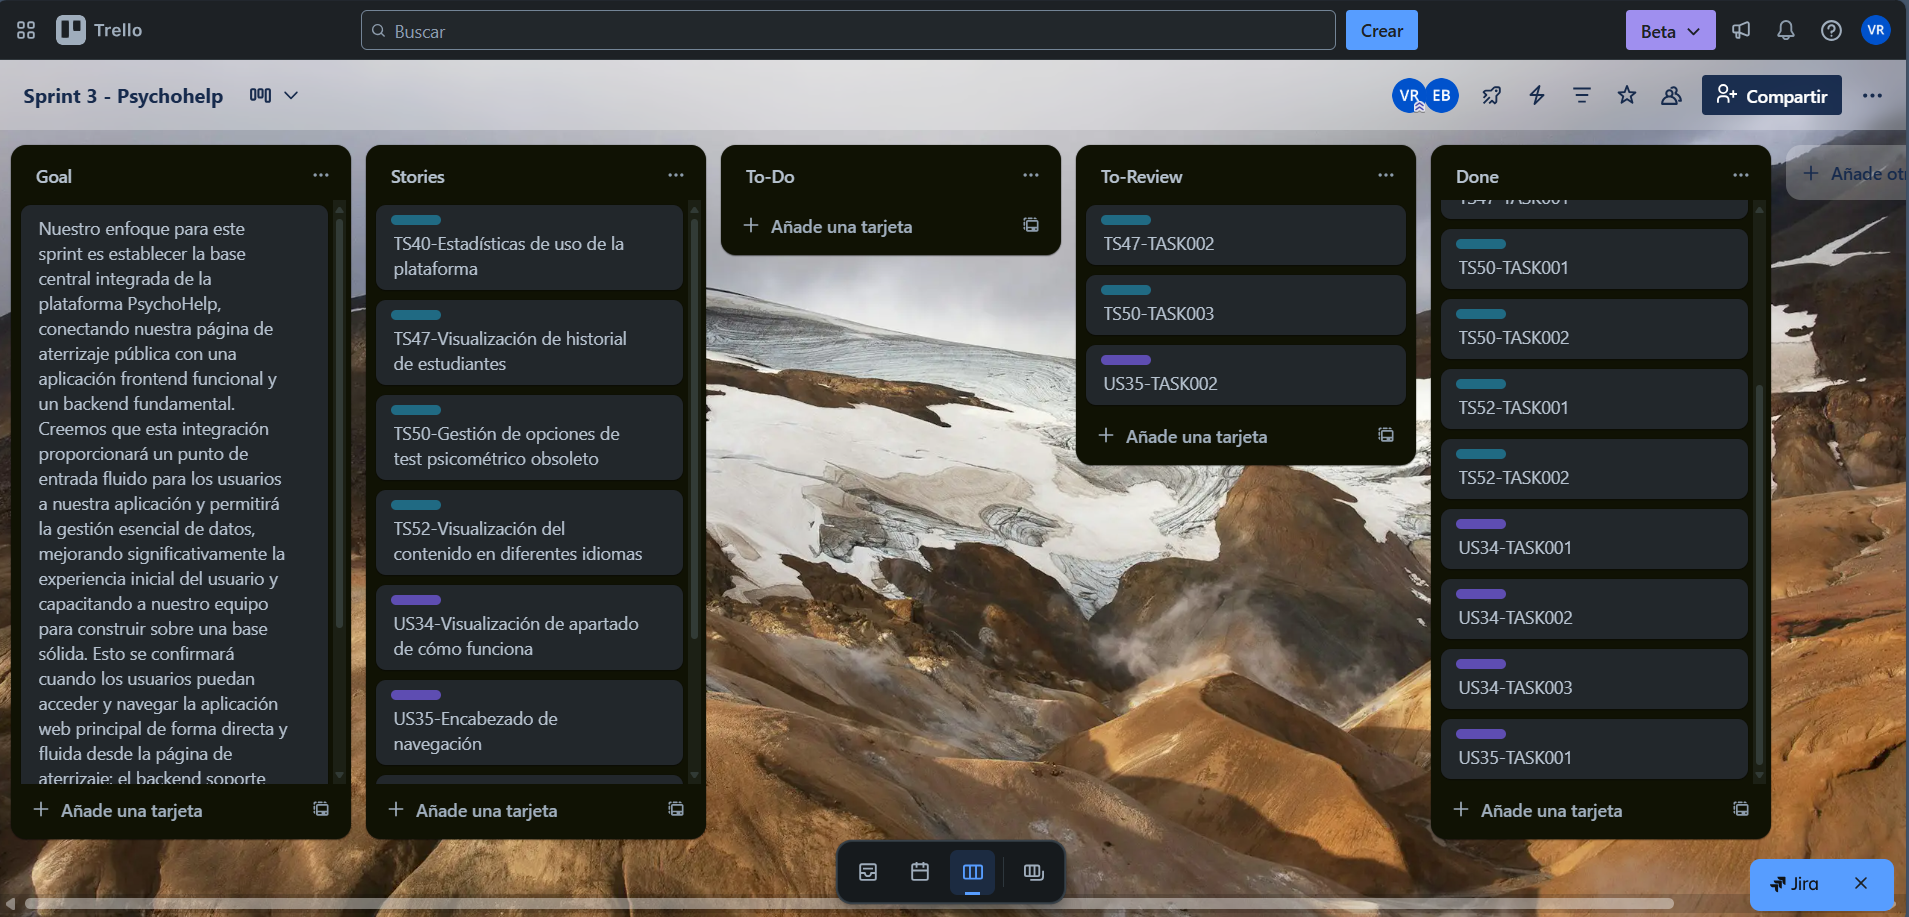 Trello
Buscar
Crear
Beta
VR
Sprint 3 - Psychohelp
VR
EB
Compartir
Goal
Nuestro enfoque para este
sprint es establecer la base
central integrada de la
plataforma PsychoHelp,
conectando nuestra página de
aterrizaje pública con una
aplicación frontend funcional y
un backend fundamental.
Creemos que esta integración
proporcionará un punto de
entrada fluido para los usuarios
a nuestra aplicación y permitirá
la gestión esencial de datos,
mejorando significativamente la
experiencia inicial del usuario y
capacitando a nuestro equipo
para construir sobre una base
sólida. Esto se confirmará
cuando los usuarios puedan
acceder y navegar la aplicación
web principal de forma directa y
fluida desde la página de
aterrizaje; el backend soporte
Añade una tarjeta
Stories
TS40-Estadísticas de uso de la
plataforma
TS47-Visualización de historial
de estudiantes
TS50-Gestión de opciones de
test psicométrico obsoleto
TS52-Visualización del
contenido en diferentes idiomas
US34-Visualización de apartado
de cómo funciona
US35-Encabezado de
navegación
Añade una tarjeta
To-Do
Añade una tarjeta
To-Review
TS47-TASK002
TS50-TASK003
US35-TASK002
Añade una tarjeta
Done
TS47-TASK001
TS50-TASK001
TS50-TASK002
TS52-TASK001
TS52-TASK002
US34-TASK001
US34-TASK002
US34-TASK003
US35-TASK001
Añade una tarjeta
Añade ot
Jira